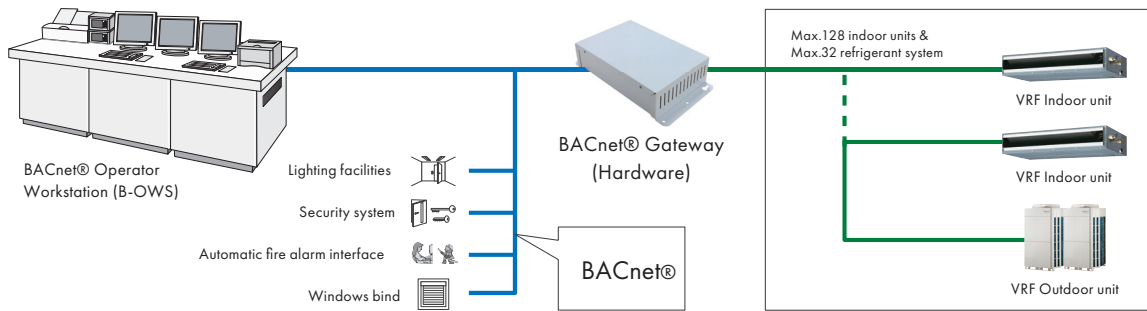 BACnet® Operator
Workstation (B-OWS)
Lighting facilities
Security system
Automatic fire alarm interface
Windows bind
BACnet®
BACnet® Gateway
(Hardware)
Max.128 indoor units &
Max.32 refrigerant system
VRF Indoor unit
VRF Indoor unit
VRF Outdoor unit